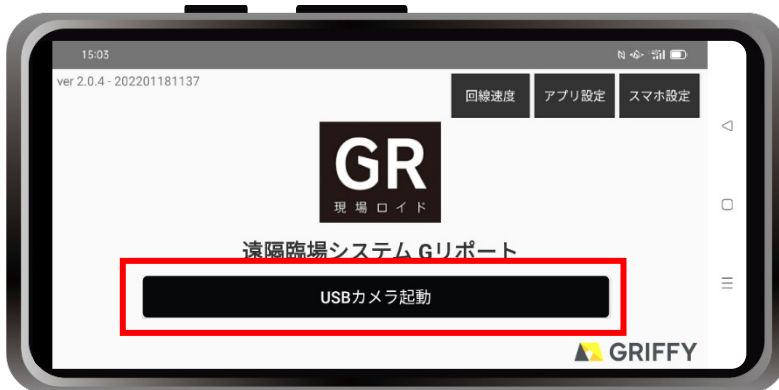 15:03
ver 2.0.4 - 202201181137
回線速度 アプリ設定 スマホ設定
GR
現場ロイド
遠隔臨場システム Gリポート
USBカメラ起動
GRIFFY